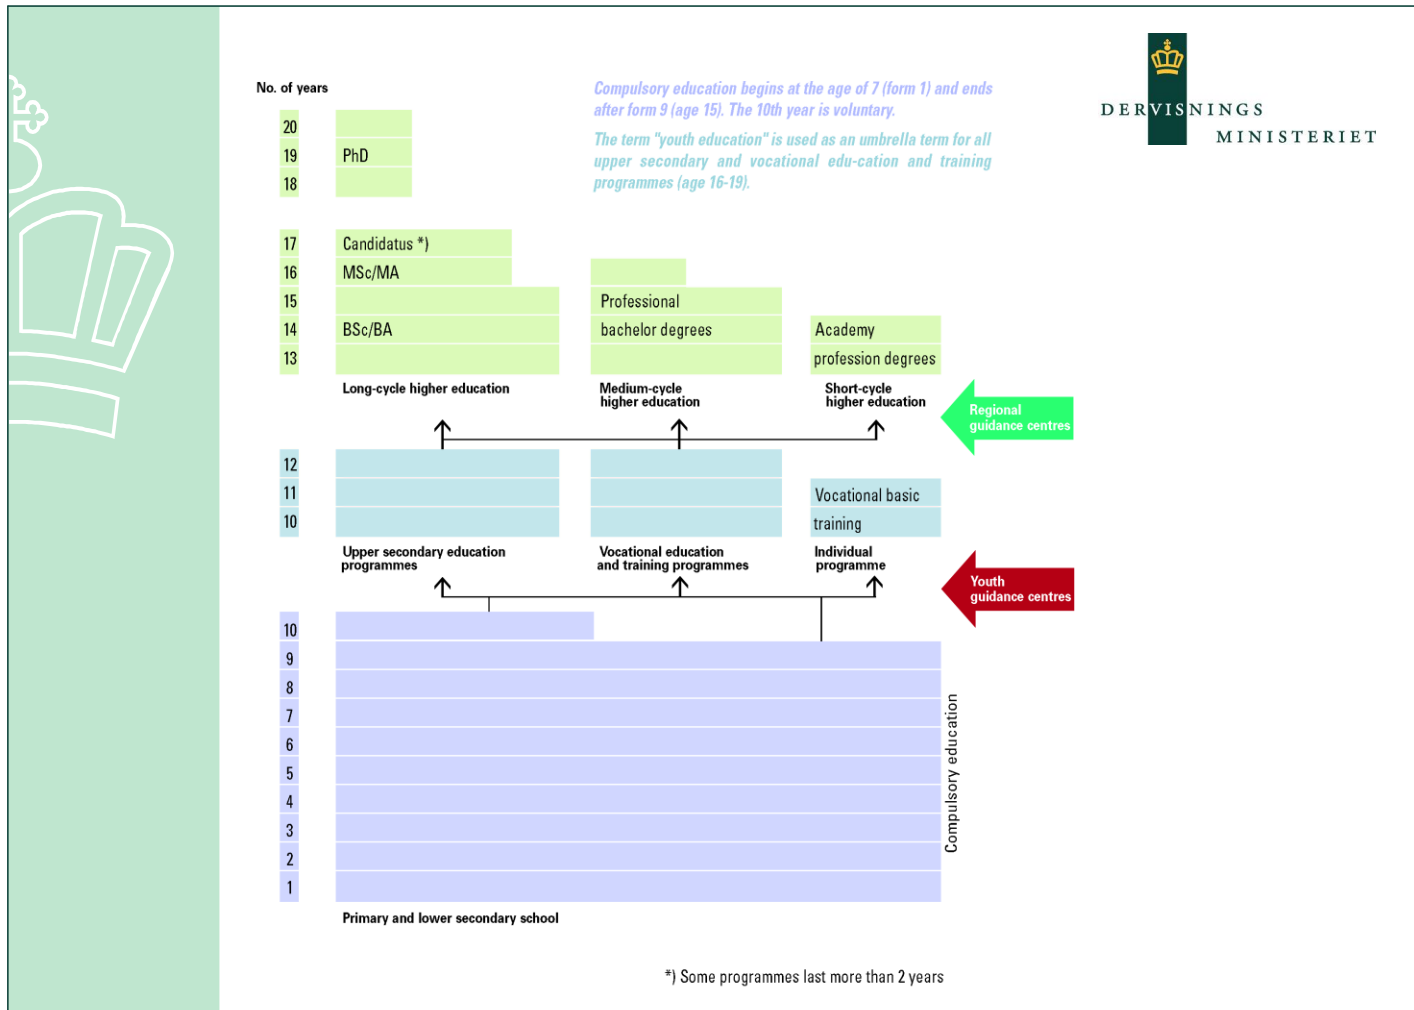 No. of years
Compulsory education begins at the age of 7 (form 1) and ends
after form 9 (age 15). The 10th year is voluntary.
The term "youth education" is used as an umbrella term for all
upper secondary and vocational edu-cation and training
programmes (age 16-19).
DERVISNINGS
MINISTERIET
20
19 PhD
18
17 Candidatus *)
16 MSc/MA
15 Professional
14 BSc/BA bachelor degrees Academy
13 profession degrees
Long-cycle higher education
Medium-cycle
higher education
Short-cycle
higher education
Regional
guidance centres
12
11 Vocational basic
10 training
Upper secondary education
programmes
Vocational education
and training programmes
Individual
programme
Youth
guidance centres
10
9
8
7
6
5
4
3
2
1
Compulsory education
Primary and lower secondary school
*) Some programmes last more than 2 years